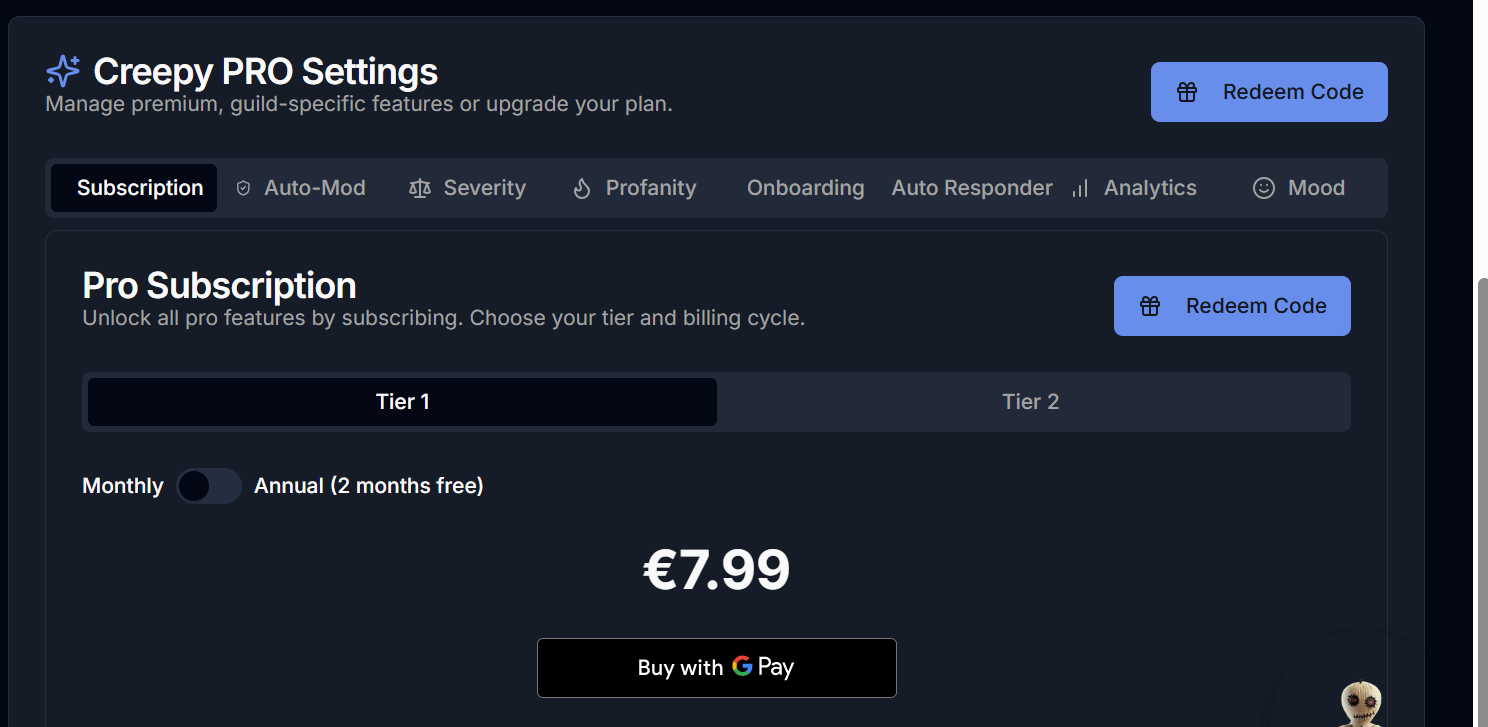 Creepy PRO Settings
Manage premium, guild-specific features or upgrade your plan.
Redeem Code
Subscription Auto-Mod Severity Profanity Onboarding Auto Responder Analytics Mood
Pro Subscription
Unlock all pro features by subscribing. Choose your tier and billing cycle.
Redeem Code
Tier 1 Tier 2
Monthly Annual (2 months free)
€7.99
Buy with G Pay